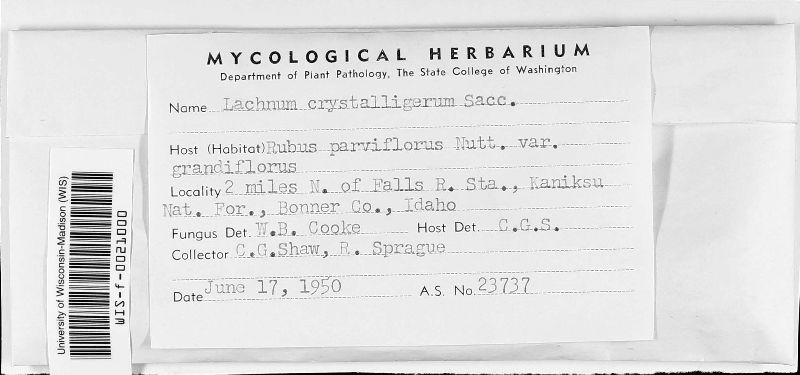 MYCOLOGICAL HERBARIUM
Department of Plant Pathology, The State College of Washington
Name Lachnum crystalligerum Sacc.
Host (Habitat) Rubus parviflorus Nutt. var.
grandiflorus
Locality 2 miles N. of Falls R. Sta., Kaniksu
Nat. For., Bonner Co., Idaho
Fungus Det. W.B. Cooke Host Det. C.G.S.
Collector C.G.Shaw, R. Sprague
Date June 17, 1950 A.S. No. 23737
University of Wisconsin-Madison (WIS)
WIS-f-0021000